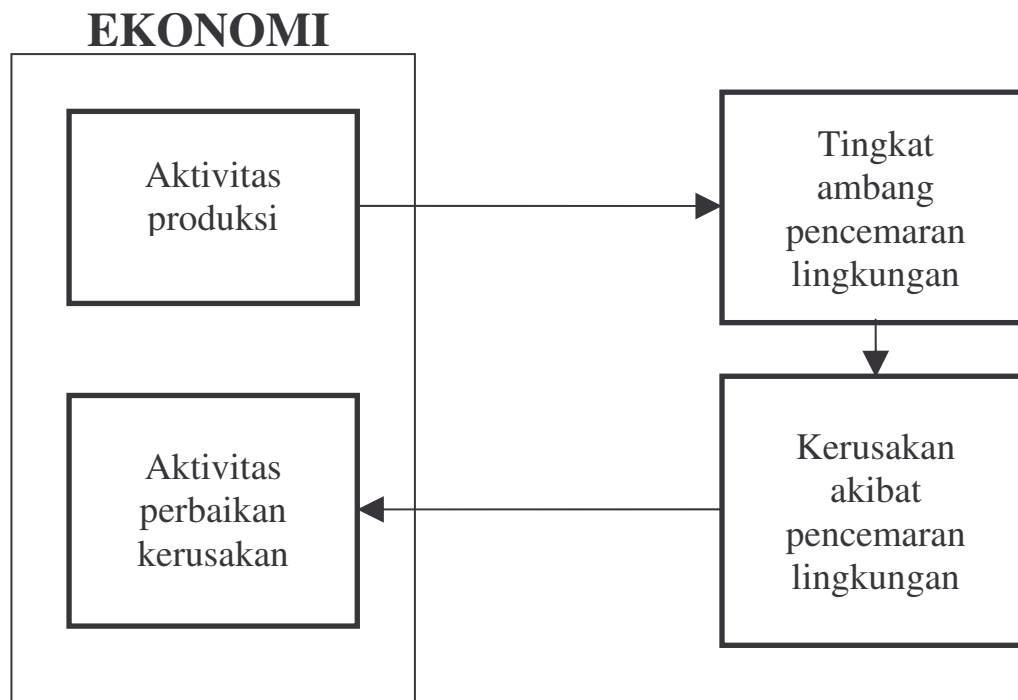 EKONOMI
Aktivitas
produksi
Tingkat
ambang
pencemaran
lingkungan
Aktivitas
perbaikan
kerusakan
Kerusakan
akibat
pencemaran
lingkungan